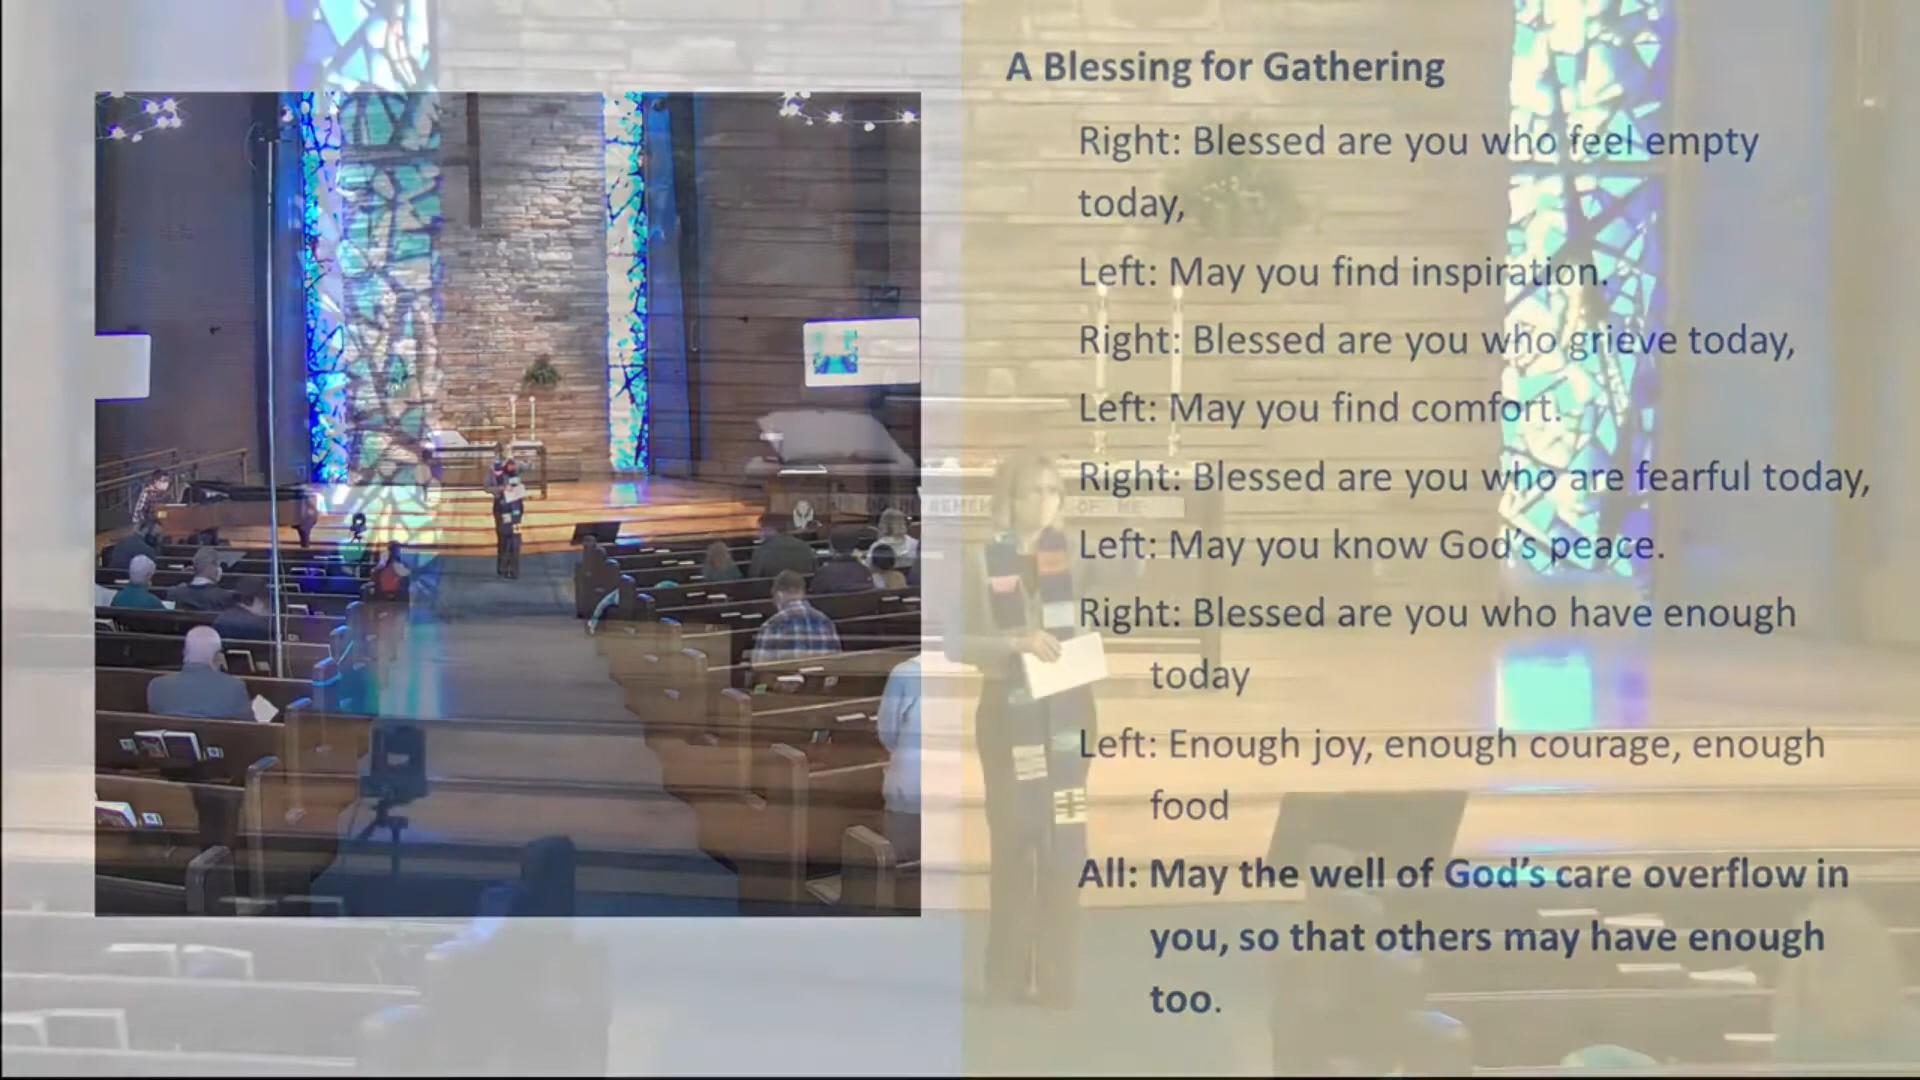 A Blessing for Gathering
Right: Blessed are you who feel empty
today,
Left: May you find inspiration.
Right: Blessed are you who grieve today,
Left: May you find comfort.
Right: Blessed are you who are fearful today,
Left: May you know God's peace.
Right: Blessed are you who have enough
today
Left: Enough joy, enough courage, enough
food
All: May the well of God's care overflow in
you, so that others may have enough
too.
OF ME